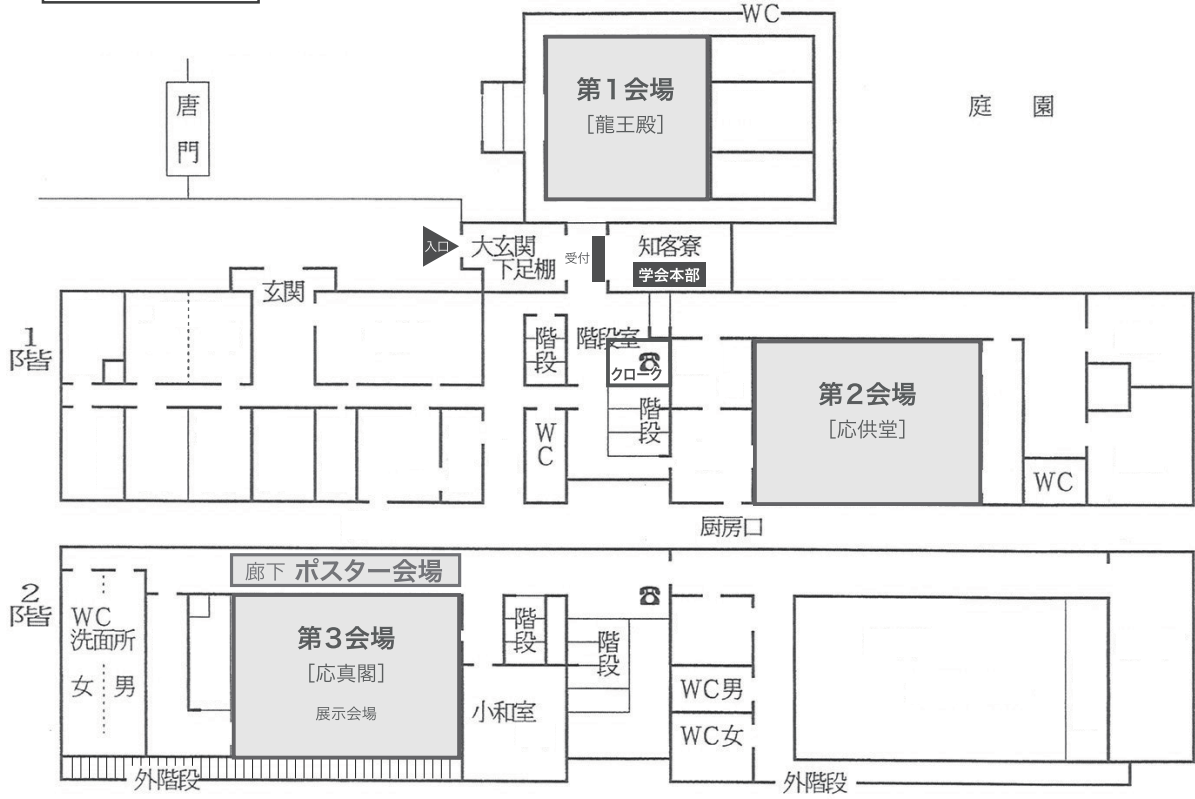 WC
第1会場
[龍王殿]
唐門
庭 園
入口
大玄関
下足棚
受付
知客寮
学会本部
玄関
1階
階段
階段室
クローク
階段
WC
第2会場
[応供堂]
WC
厨房口
2階
廊下 ポスター会場
WC
洗面所
女 男
第3会場
[応真閣]
展示会場
階段
階段
小和室
WC男
WC女
外階段
外階段